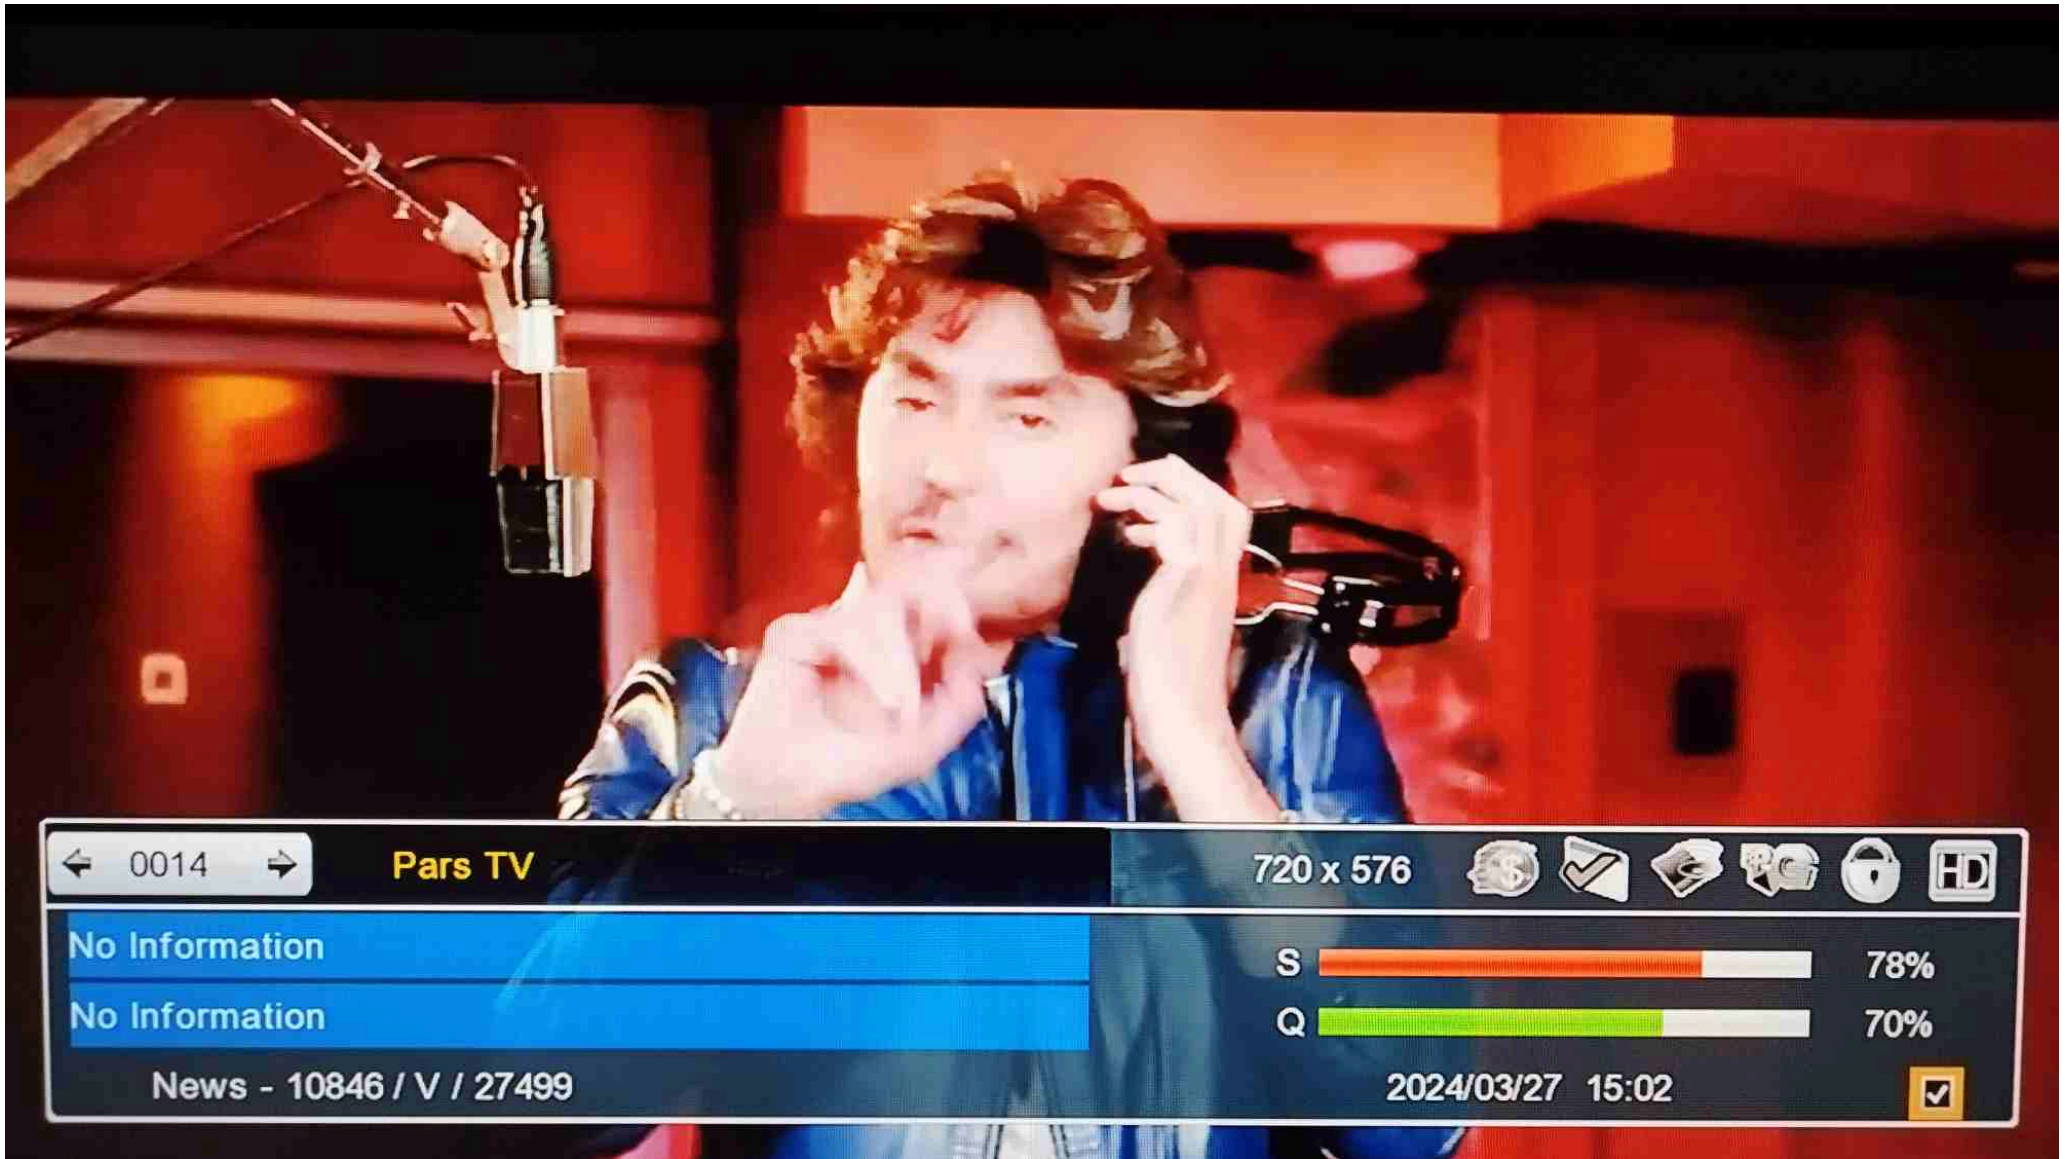 0014 Pars TV 720 x 576 $ HD
No Information
S 78%
No Information
Q 70%
News - 10846 / V / 27499 2024/03/27 15:02